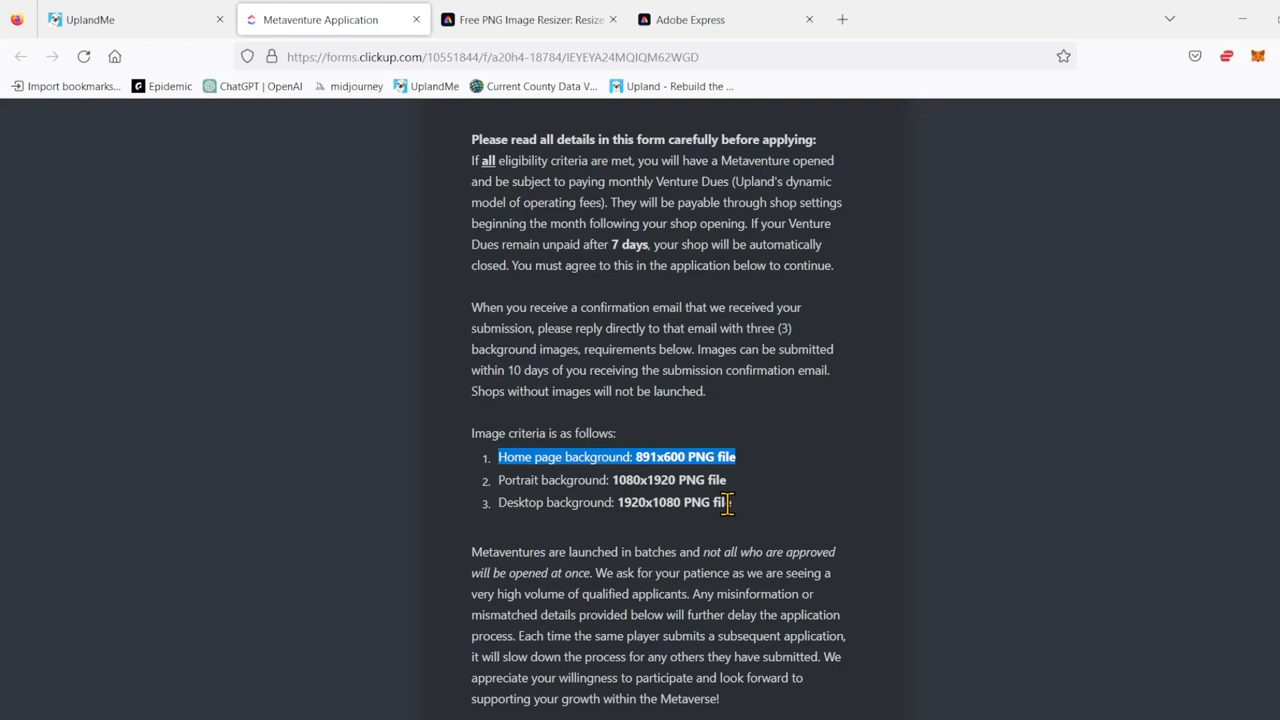 UplandMe
Metaventure Application
Free PNG Image Resizer: Resize
Adobe Express
https://forms.clickup.com/10551844/f/a20h4-18784/IEYEYA24MQIQM62WGD
Import bookmarks...
Epidemic
ChatGPT | OpenAI
midjourney
UplandMe
Current County Data V...
Upland - Rebuild the ...
Please read all details in this form carefully before applying:
If all eligibility criteria are met, you will have a Metaventure opened
and be subject to paying monthly Venture Dues (Upland's dynamic
model of operating fees). They will be payable through shop settings
beginning the month following your shop opening. If your Venture
Dues remain unpaid after 7 days, your shop will be automatically
closed. You must agree to this in the application below to continue.
When you receive a confirmation email that we received your
submission, please reply directly to that email with three (3)
background images, requirements below. Images can be submitted
within 10 days of you receiving the submission confirmation email.
Shops without images will not be launched.
Image criteria is as follows:
1. Home page background: 891x600 PNG file
2. Portrait background: 1080x1920 PNG file
3. Desktop background: 1920x1080 PNG file
Metaventures are launched in batches and not all who are approved
will be opened at once. We ask for your patience as we are seeing a
very high volume of qualified applicants. Any misinformation or
mismatched details provided below will further delay the application
process. Each time the same player submits a subsequent application,
it will slow down the process for any others they have submitted. We
appreciate your willingness to participate and look forward to
supporting your growth within the Metaverse!